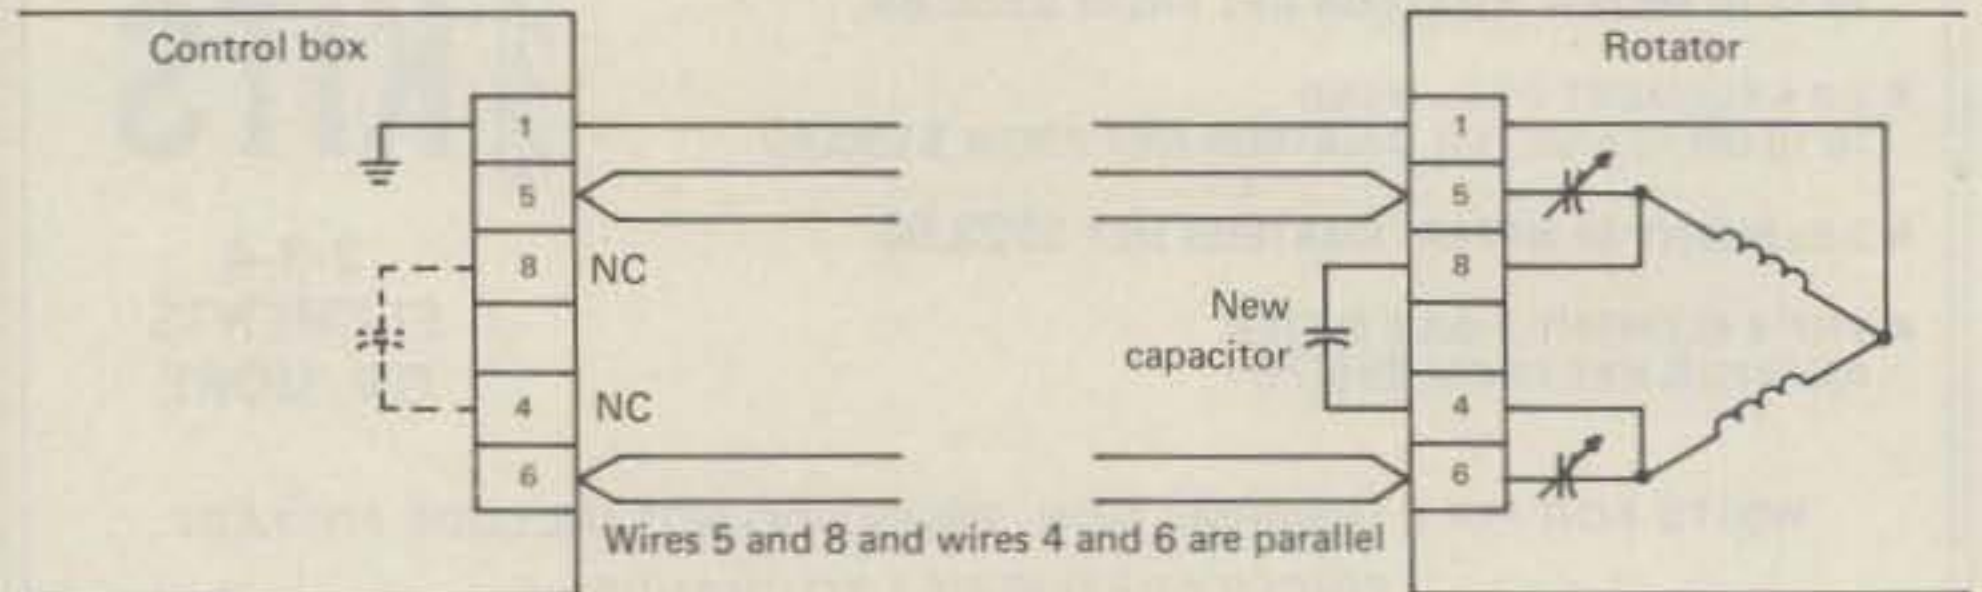 Control box
Rotator
1
5
8
4
6
NC
NC
New
capacitor
1
5
8
4
6
Wires 5 and 8 and wires 4 and 6 are parallel